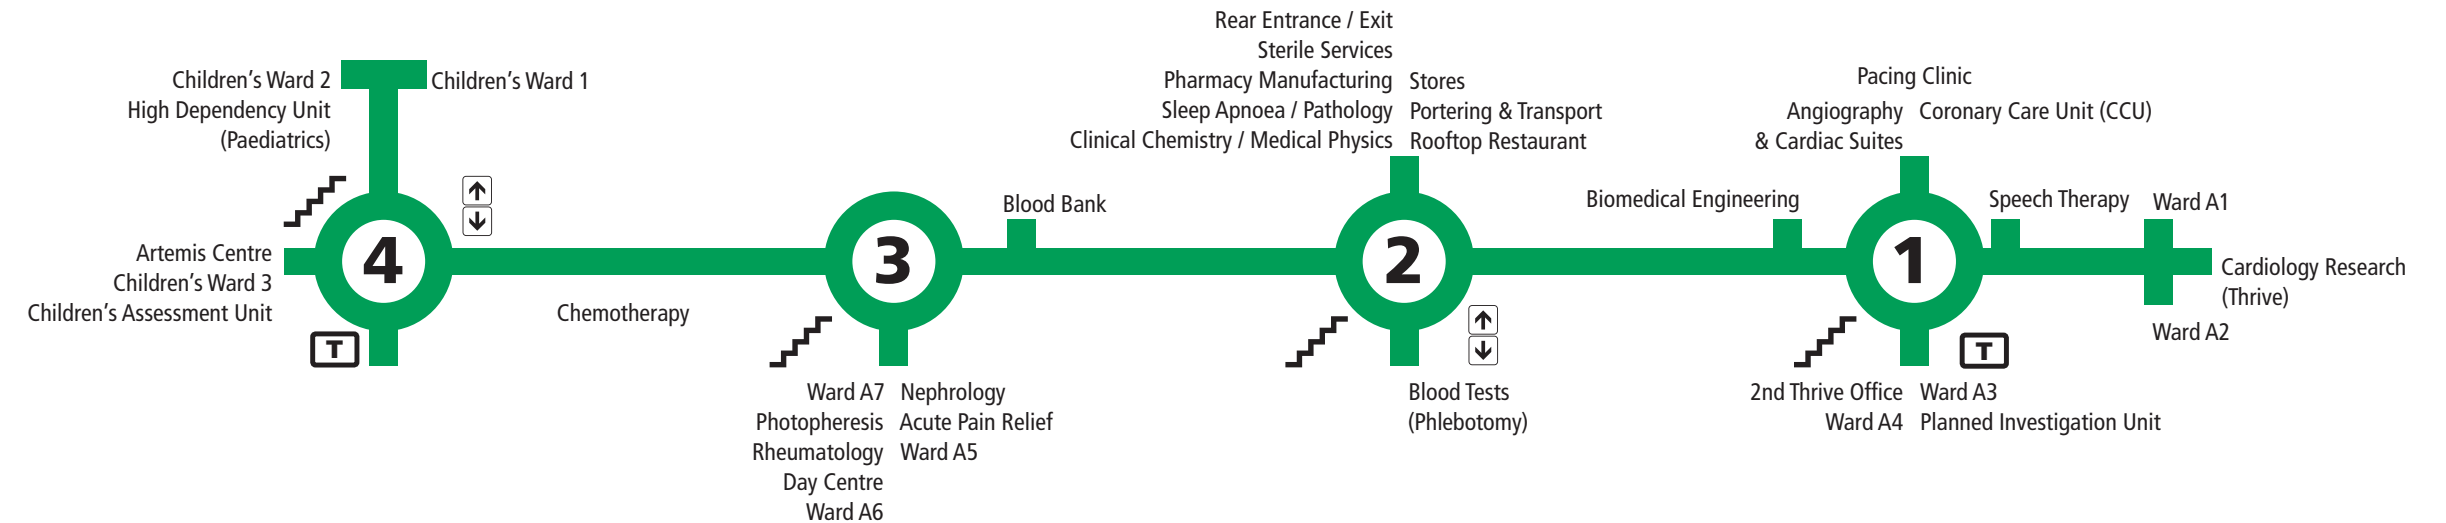 Children's Ward 2
High Dependency Unit
(Paediatrics)
Children's Ward 1
Artemis Centre
Children's Ward 3
Children's Assessment Unit
4
T
Chemotherapy
3
Blood Bank
Ward A7
Photopheresis
Rheumatology
Day Centre
Ward A6
Nephrology
Acute Pain Relief
Ward A5
Rear Entrance / Exit
Sterile Services
Pharmacy Manufacturing
Sleep Apnoea / Pathology
Clinical Chemistry / Medical Physics
Stores
Portering & Transport
Rooftop Restaurant
2
Blood Tests
(Phlebotomy)
Biomedical Engineering
Pacing Clinic
Angiography
& Cardiac Suites
Coronary Care Unit (CCU)
1
Speech Therapy
Ward A1
Cardiology Research
(Thrive)
Ward A2
T
2nd Thrive Office
Ward A4
Ward A3
Planned Investigation Unit